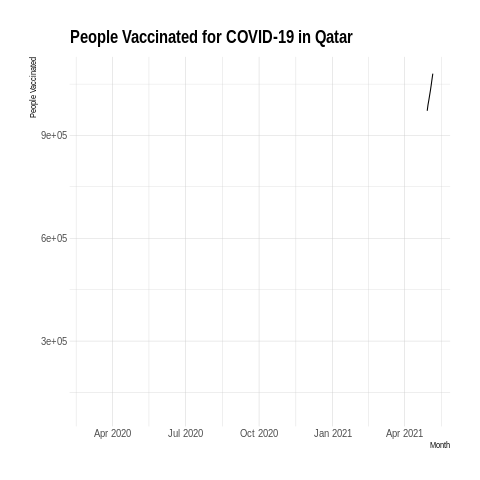 People Vaccinated for COVID-19 in Qatar
People Vaccinated
9e+05
6e+05
3e+05
Apr 2020 Jul 2020 Oct 2020 Jan 2021 Apr 2021
Month